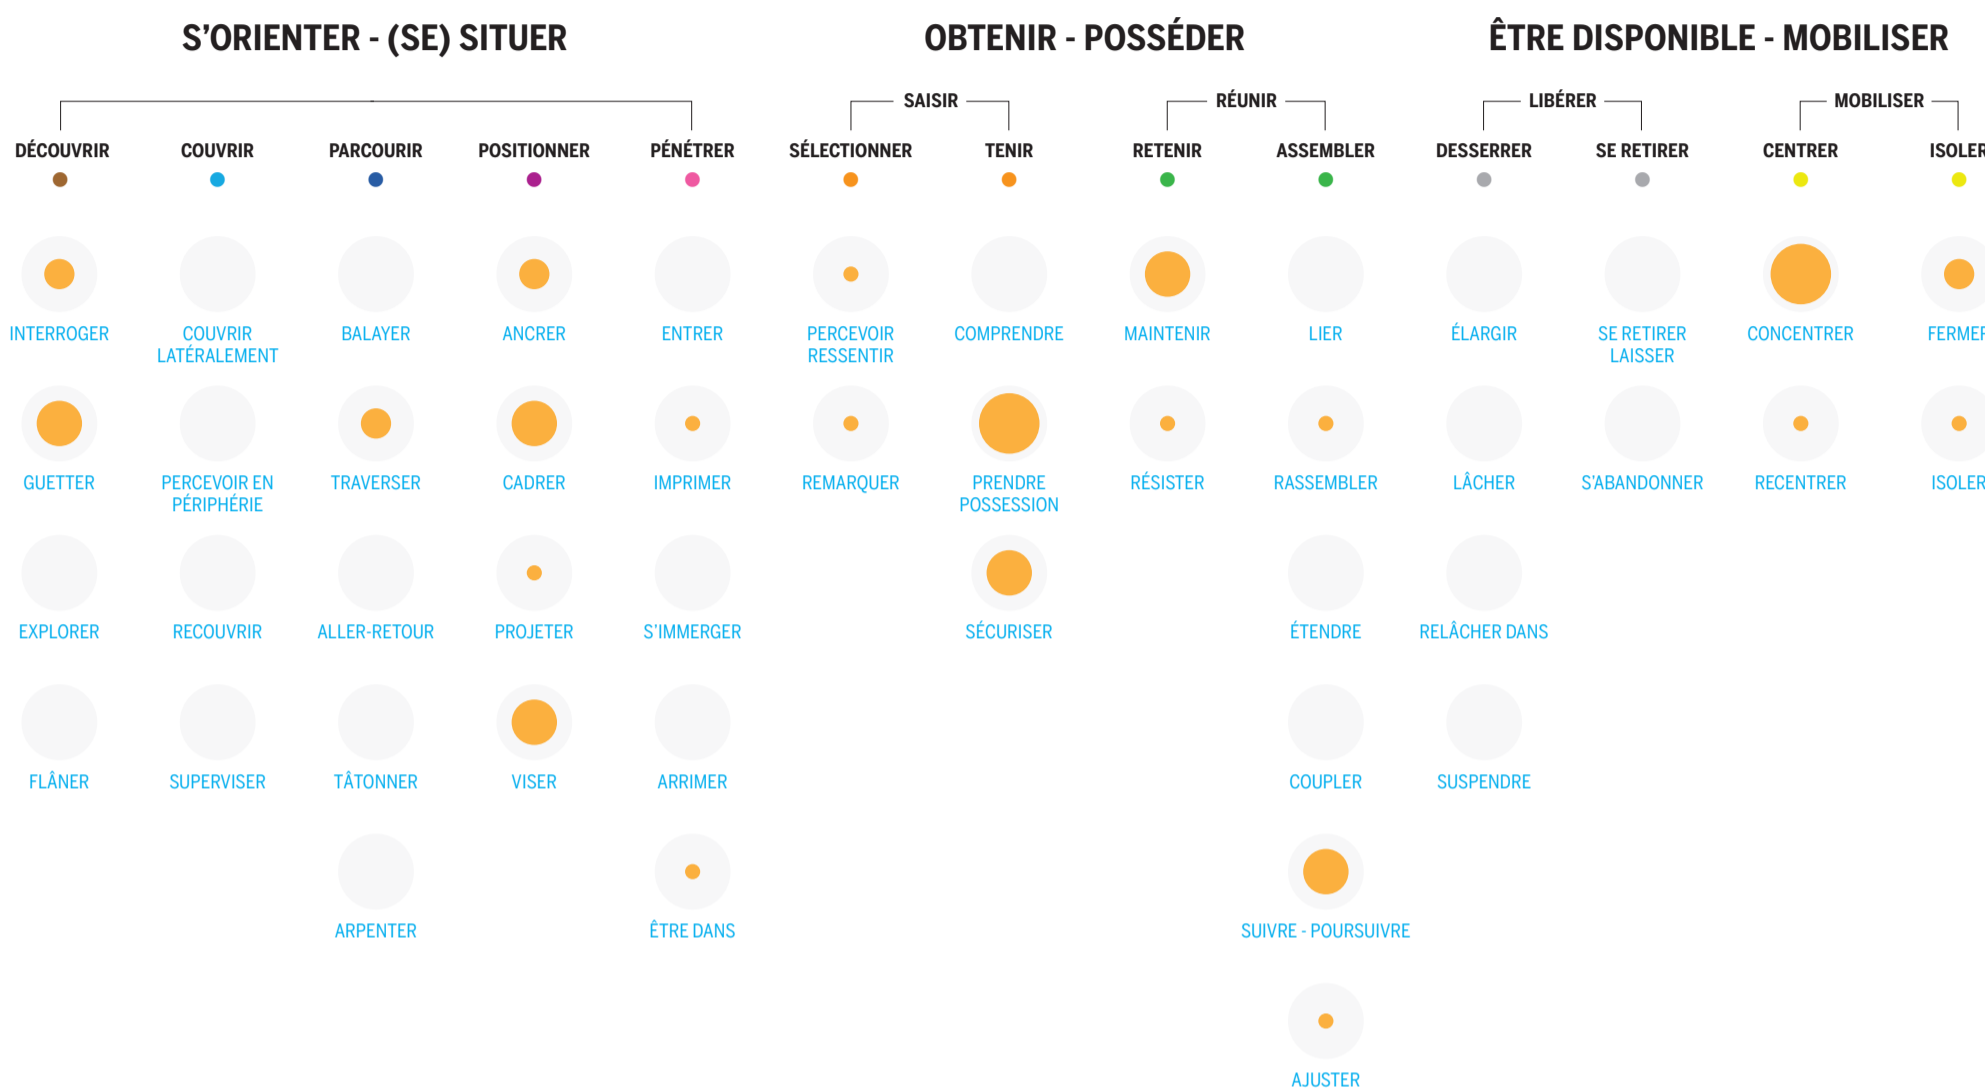 S'ORIENTER - (SE) SITUER
OBTENIR - POSSÉDER
ÊTRE DISPONIBLE - MOBILISER
SAISIR
RÉUNIR
LIBÉRER
MOBILISER
DÉCOUVRIR
COUVRIR
PARCOURIR
POSITIONNER
PÉNÉTRER
SÉLECTIONNER
TENIR
RETENIR
ASSEMBLER
DESSERRER
SE RETIRER
CENTRER
ISOLER
INTERROGER
COUVRIR
LATÉRALEMENT
BALAYER
ANCRER
ENTRER
PERCEVOIR
RESSENTIR
COMPRENDRE
MAINTENIR
LIER
ÉLARGIR
SE RETIRER
LAISSER
CONCENTRER
FERMER
GUETTER
PERCEVOIR EN
PÉRIPHÉRIE
TRAVERSER
CADRER
IMPRIMER
REMARQUER
PRENDRE
POSSESSION
RÉSISTER
RASSEMBLER
LÂCHER
S'ABANDONNER
RECENTRER
ISOLER
EXPLORER
RECOUVRIR
ALLER-RETOUR
PROJETER
S'IMMERGER
SÉCURISER
ÉTENDRE
RELÂCHER DANS
FLÂNER
SUPERVISER
TÂTONNER
VISER
ARRIMER
COUPLER
SUSPENDRE
ARPENTER
ÊTRE DANS
SUIVRE - POURSUIVRE
AJUSTER